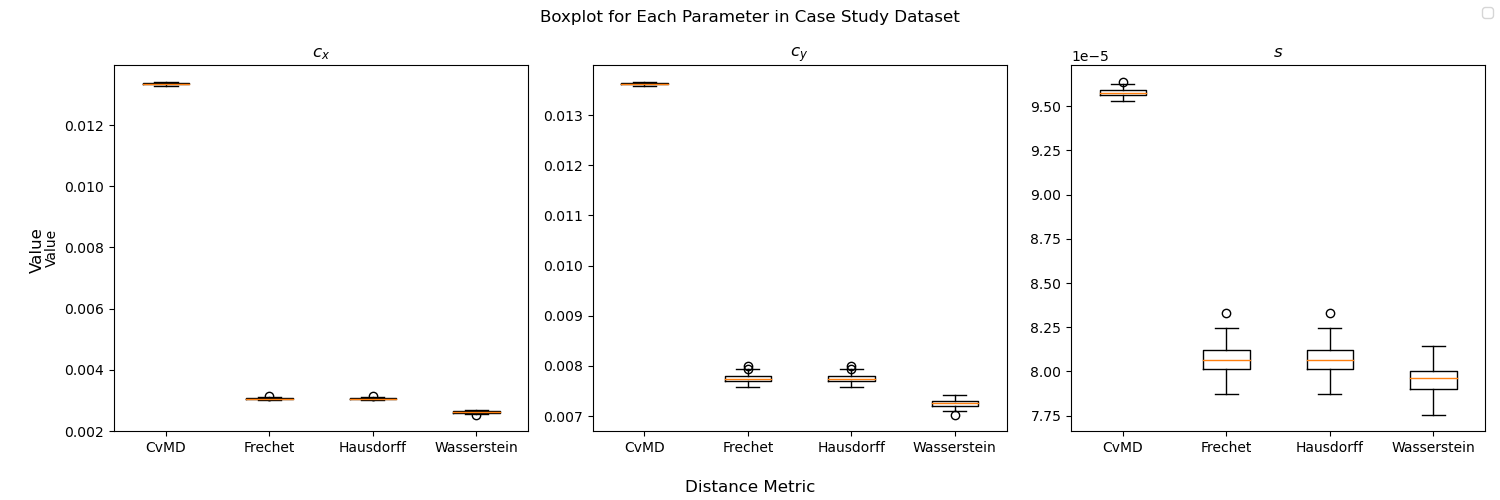 Boxplot for Each Parameter in Case Study Dataset
c_x
c_y
s
1e−5
Value
Value
0.012
0.010
0.008
0.006
0.004
0.002
0.013
0.012
0.011
0.010
0.009
0.008
0.007
9.50
9.25
9.00
8.75
8.50
8.25
8.00
7.75
CvMD Frechet Hausdorff Wasserstein
CvMD Frechet Hausdorff Wasserstein
CvMD Frechet Hausdorff Wasserstein
Distance Metric